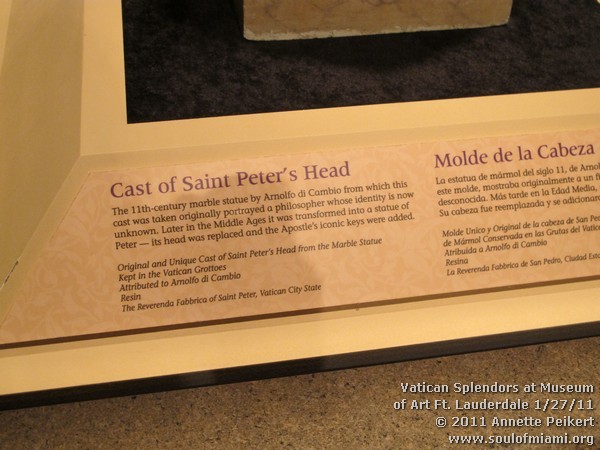 Cast of Saint Peter's Head
The 11th-century marble statue by Arnolfo di Cambio from which this
cast was taken originally portrayed a philosopher whose identity is now
unknown. Later in the Middle Ages it was transformed into a statue of
Peter — its head was replaced and the Apostle's iconic keys were added.
Original and Unique Cast of Saint Peter's Head from the Marble Statue
Kept in the Vatican Grottoes
Attributed to Arnolfo di Cambio
Resin
The Reverenda Fabbrica of Saint Peter, Vatican City State
Molde de la Cabeza
La estatua de mármol del siglo 11, de Arnol
este molde, mostraba originalmente a un fi
desconocida. Más tarde en la Edad Media,
Su cabeza fue reemplazada y se adicionar
Molde Unico y Original de la cabeza de San Pe
de Mármol Conservada en las Grutas del Vatica
Atribuida a Arnolfo di Cambio
Resina
La Reverenda Fabbrica de San Pedro, Ciudad Esta
Vatican Splendors at Museum
of Art Ft. Lauderdale 1/27/11
© 2011 Annette Peikert
www.soulofmiami.org